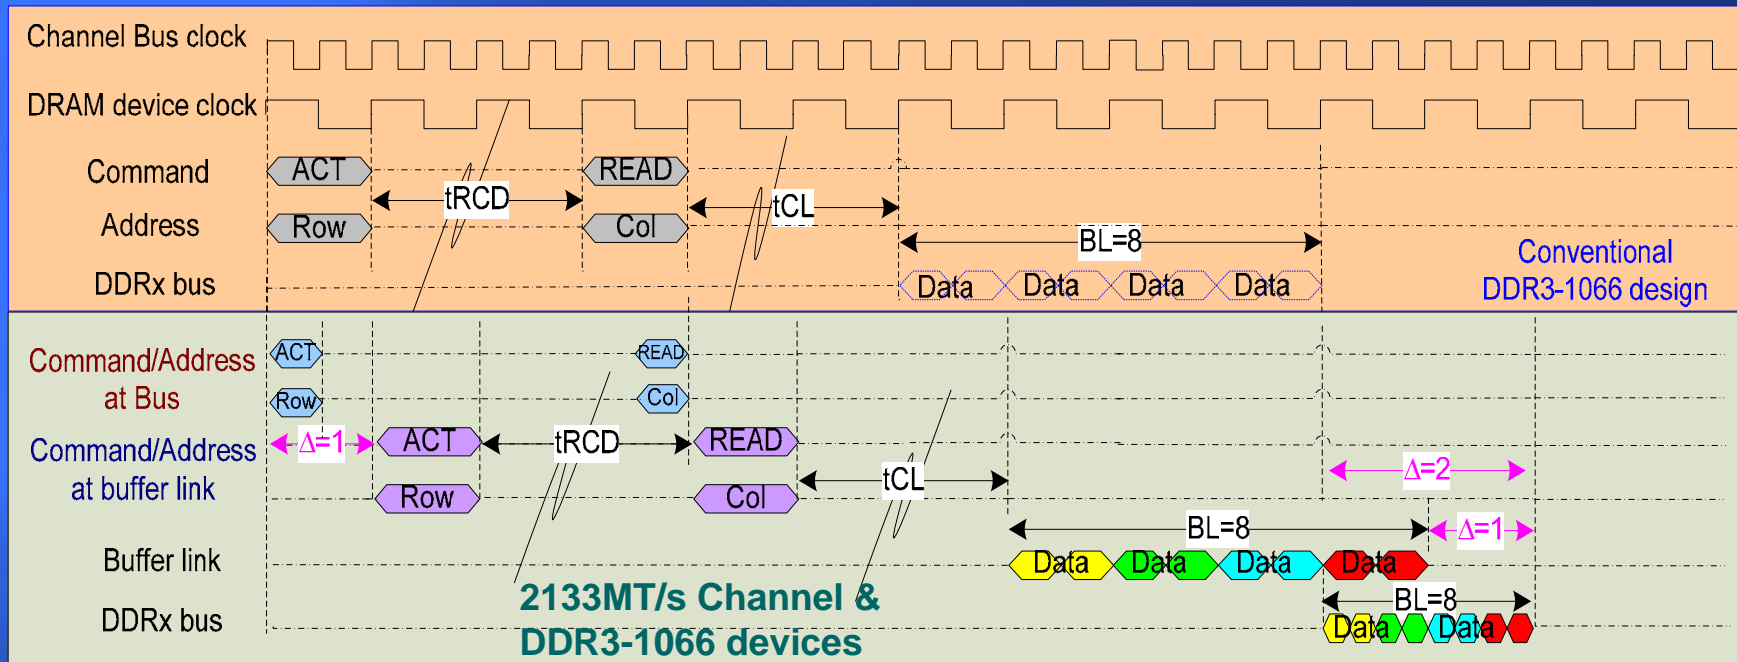 Channel Bus clock
DRAM device clock
Command ACT READ
tRCD tCL
Address Row Col
BL=8
Conventional
DDRx bus Data Data Data Data DDR3-1066 design
Command/Address ACT READ
at Bus Row Col
Command/Address Δ=1 ACT tRCD READ
Δ=2
at buffer link Row Col tCL
BL=8 Δ=1
Buffer link Data Data Data Data
2133MT/s Channel & BL=8
DDRx bus Data Data
DDR3-1066 devices